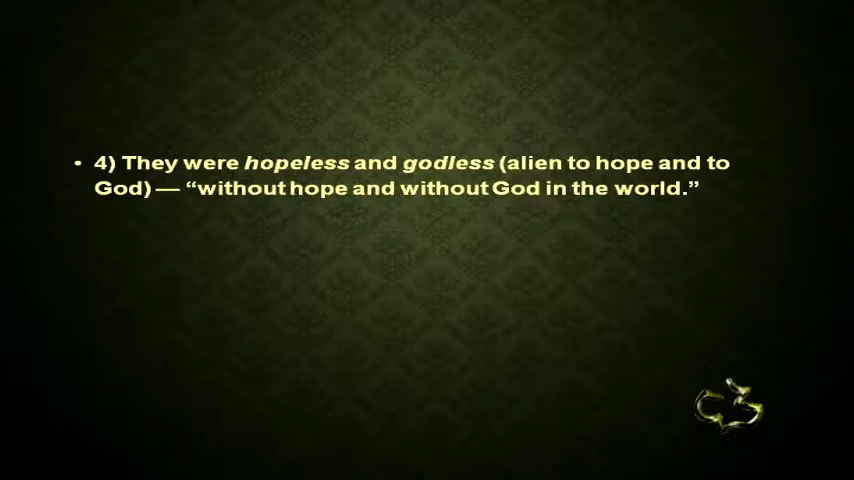 • 4) They were hopeless and godless (alien to hope and to
God) — “without hope and without God in the world.”
C3